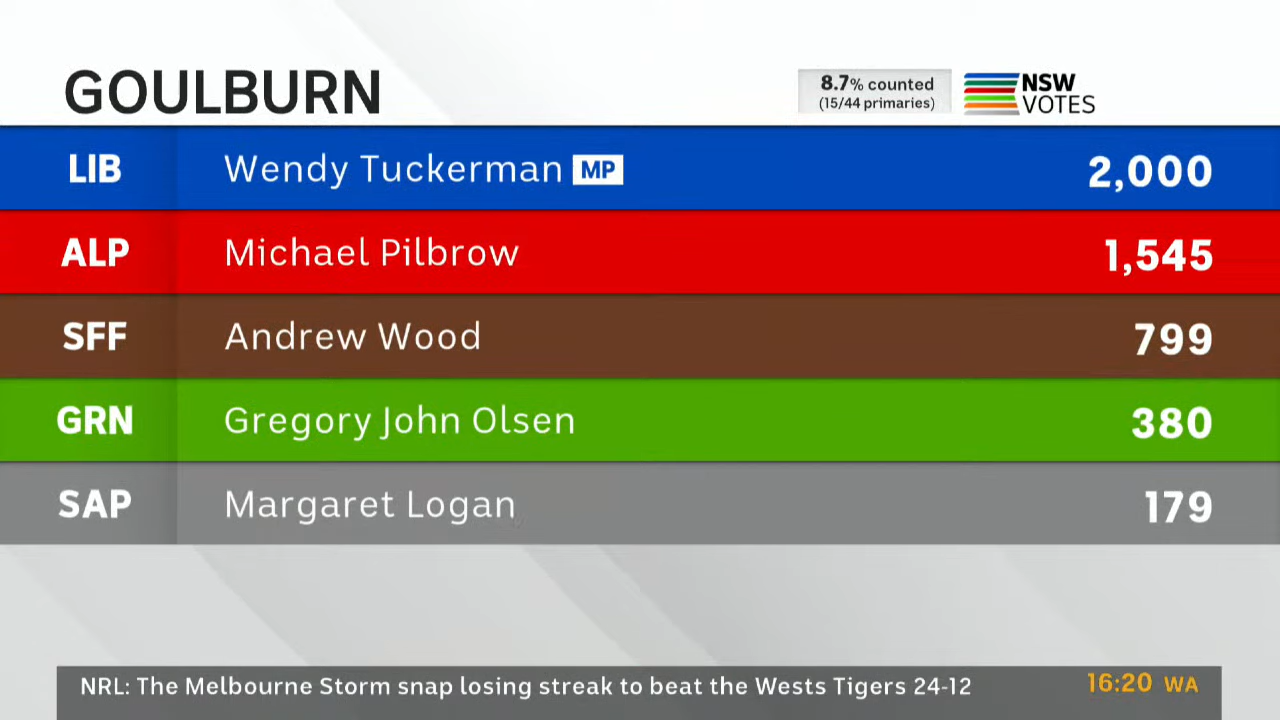 GOULBURN
8.7% counted
(15/44 primaries)
NSW
VOTES
LIB Wendy Tuckerman MP 2,000
ALP Michael Pilbrow 1,545
SFF Andrew Wood 799
GRN Gregory John Olsen 380
SAP Margaret Logan 179
NRL: The Melbourne Storm snap losing streak to beat the Wests Tigers 24-12 16:20 WA